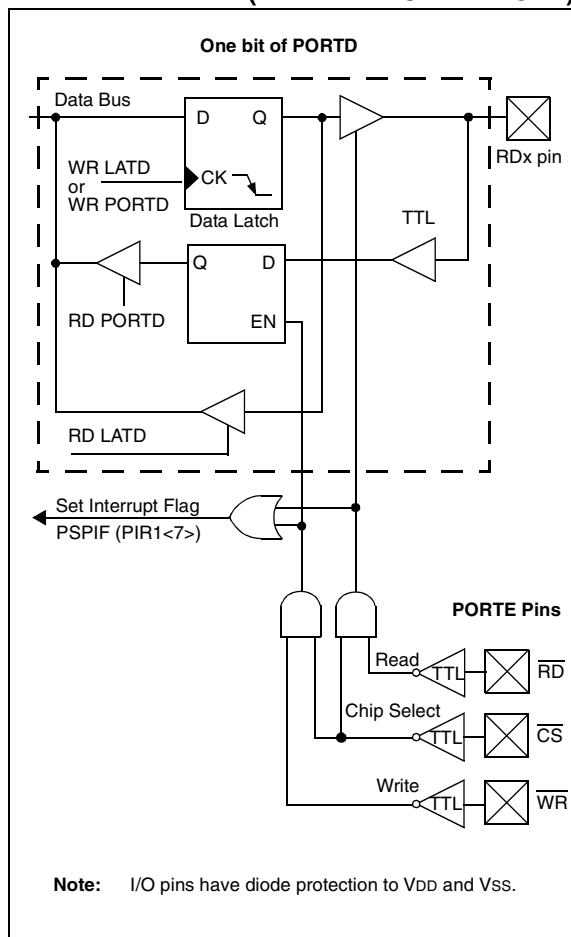 One bit of PORTD
Data Bus
D Q
RDx pin
WR LATD
or
WR PORTD
CK
Data Latch
TTL
Q D
RD PORTD
EN
RD LATD
Set Interrupt Flag
PSPIF (PIR1<7>)
PORTE Pins
Read
TTL
RD
Chip Select
TTL
CS
Write
TTL
WR
Note: I/O pins have diode protection to VDD and VSS.